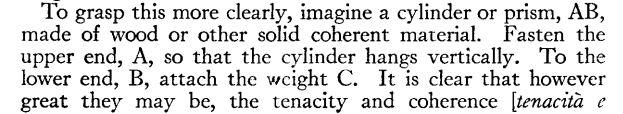 To grasp this more clearly, imagine a cylinder or prism, AB,
made of wood or other solid coherent material. Fasten the
upper end, A, so that the cylinder hangs vertically. To the
lower end, B, attach the weight C. It is clear that however
great they may be, the tenacity and coherence [tenacità e